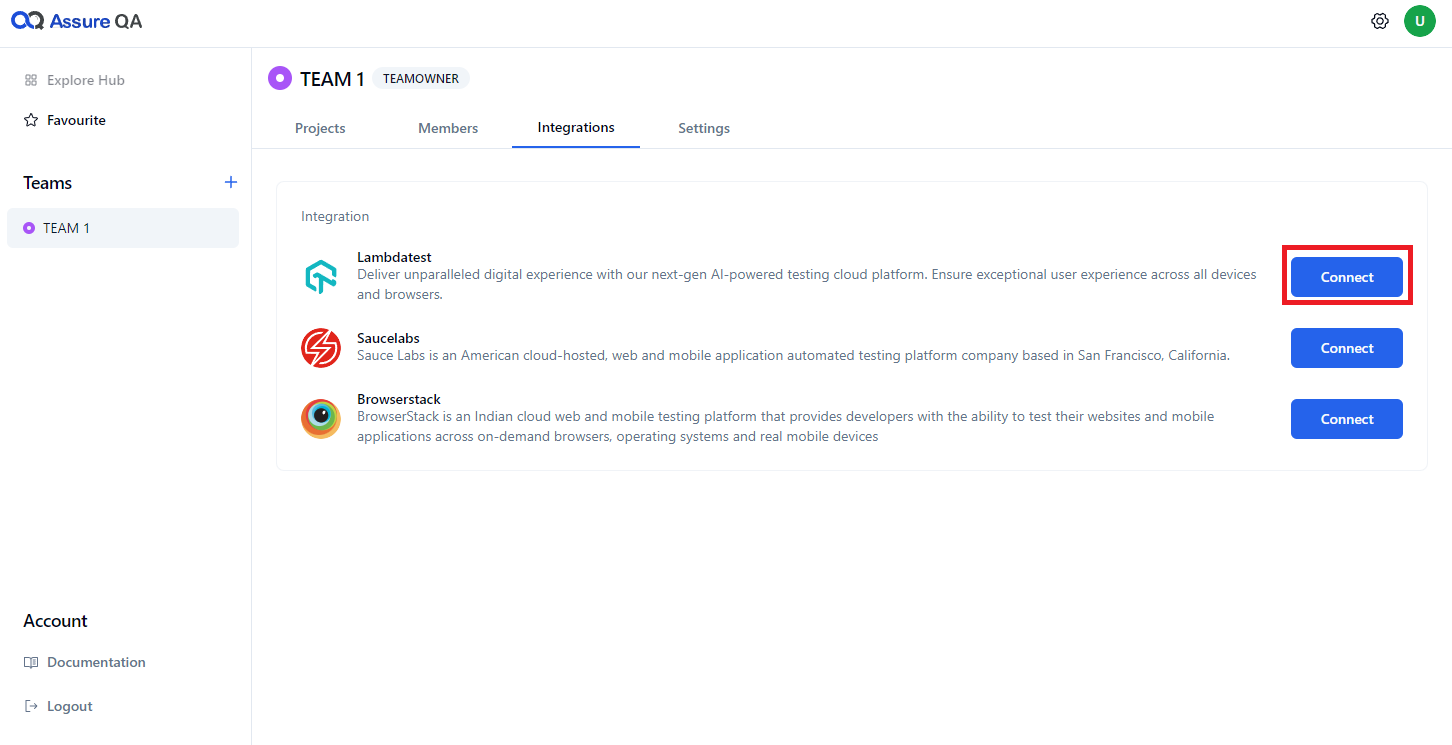 Assure QA
U
Explore Hub
Favourite
Teams
TEAM 1
Account
Documentation
Logout
TEAM 1 TEAMOWNER
Projects Members Integrations Settings
Integration
Lambdatest
Deliver unparalleled digital experience with our next-gen AI-powered testing cloud platform. Ensure exceptional user experience across all devices
and browsers.
Connect
Saucelabs
Sauce Labs is an American cloud-hosted, web and mobile application automated testing platform company based in San Francisco, California.
Connect
Browserstack
BrowserStack is an Indian cloud web and mobile testing platform that provides developers with the ability to test their websites and mobile
applications across on-demand browsers, operating systems and real mobile devices
Connect